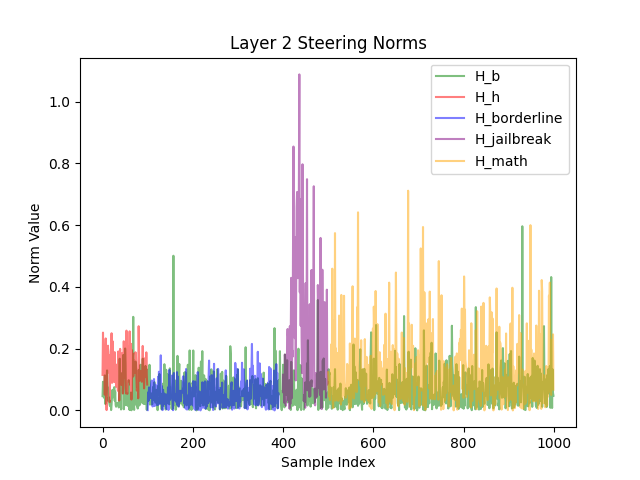 Layer 2 Steering Norms
H_b
H_h
H_borderline
H_jailbreak
H_math
Norm Value
1.0
0.8
0.6
0.4
0.2
0.0
0 200 400 600 800 1000
Sample Index